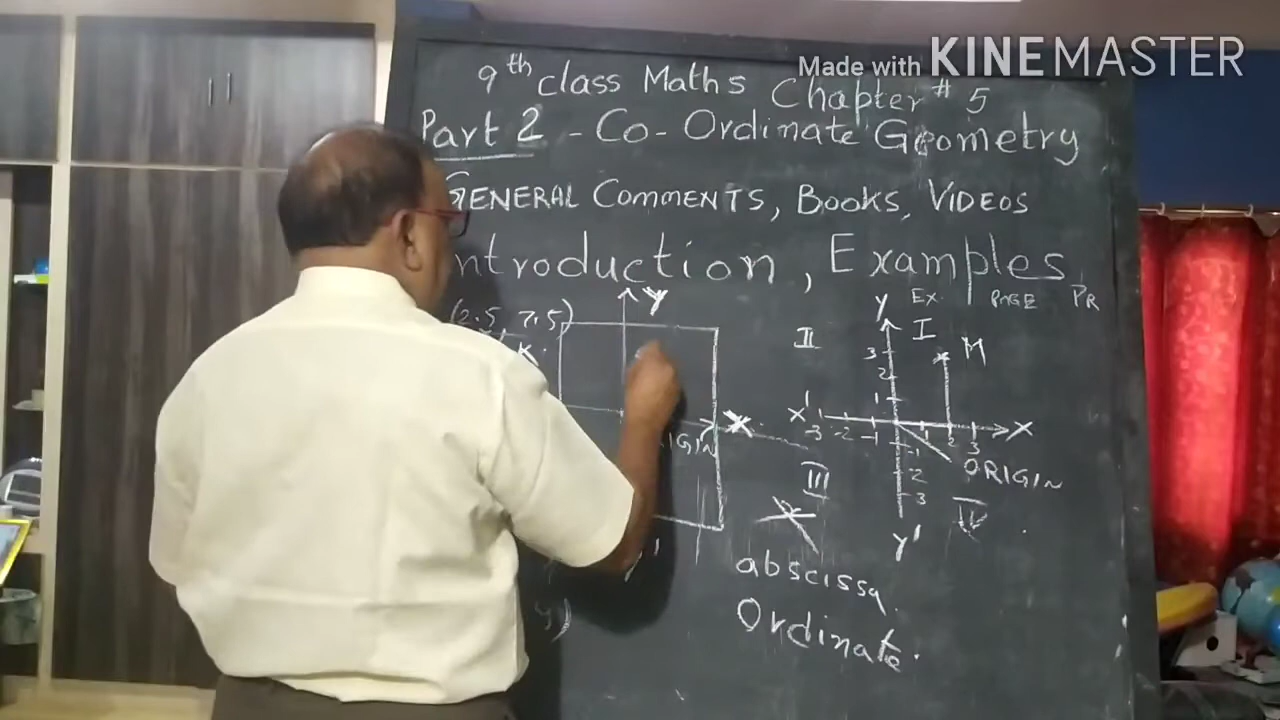 Made with KINEMASTER
9th class Maths Chapter # 5
Part 2 - Co-Ordinate Geometry
GENERAL COMMENTS, BOOKS, VIDEOS
Introduction, Examples,
EX. PAGE PR
(2.5, 7.5)
K.
Y
X
IGIN
Y
II I M
3
2
1
X' -3 -2 -1 1 2 3 X
-1
2
3
ORIGIN
III IV
Y'
abscissa.
Ordinate.